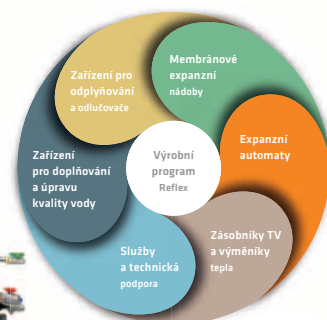 Zařízení pro
odplyňování
a odlučovače
Membránové
expanzní
nádoby
Expanzní
automaty
Zásobníky TV
a výměníky
tepla
Služby
a technická
podpora
Zařízení
pro doplňování
a úpravu
kvality vody
Výrobní
program
Reflex